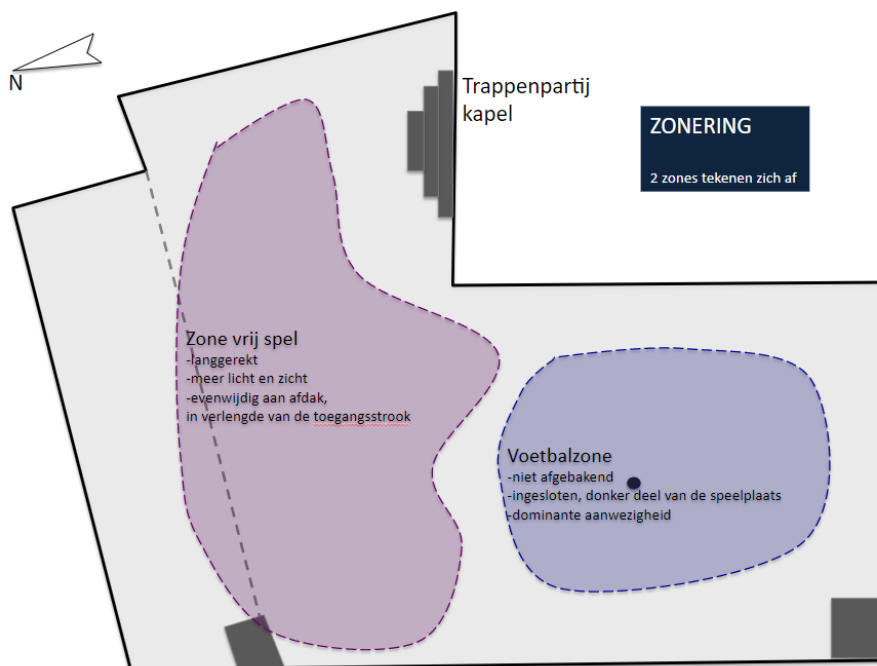 N
Trappenpartij
kapel
ZONERING
2 zones tekenen zich af
Zone vrij spel
-langgerekt
-meer licht en zicht
-evenwijdig aan afdak,
in verlengde van de toegangsstrook
Voetbalzone
-niet afgebakend
-ingesloten, donker deel van de speelplaats
-dominante aanwezigheid